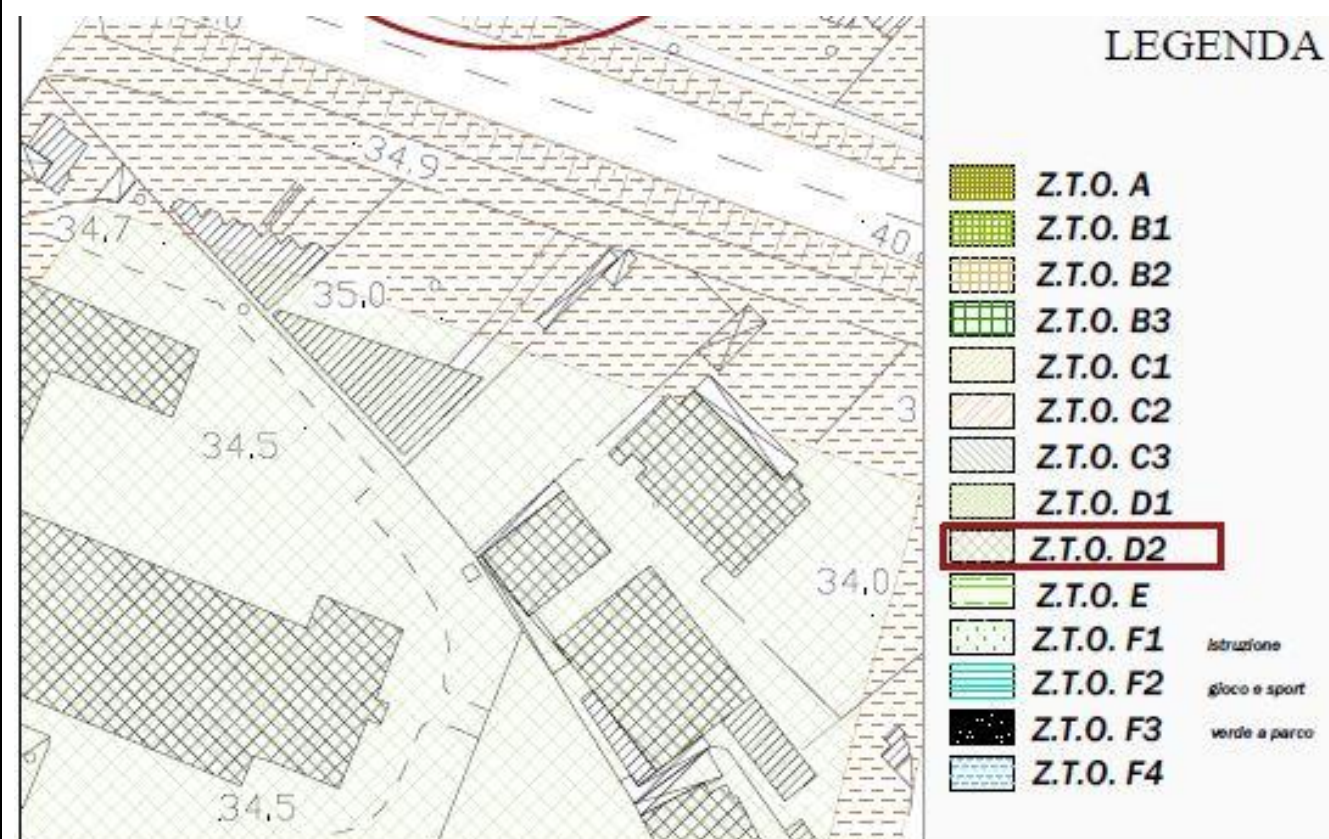 34,9
34,7
40
35,0
3
34,5
34,0
34,5
LEGENDA
Z.T.O. A
Z.T.O. B1
Z.T.O. B2
Z.T.O. B3
Z.T.O. C1
Z.T.O. C2
Z.T.O. C3
Z.T.O. D1
Z.T.O. D2
Z.T.O. E
Z.T.O. F1 istruzione
Z.T.O. F2 gioco e sport
Z.T.O. F3 verde a parco
Z.T.O. F4